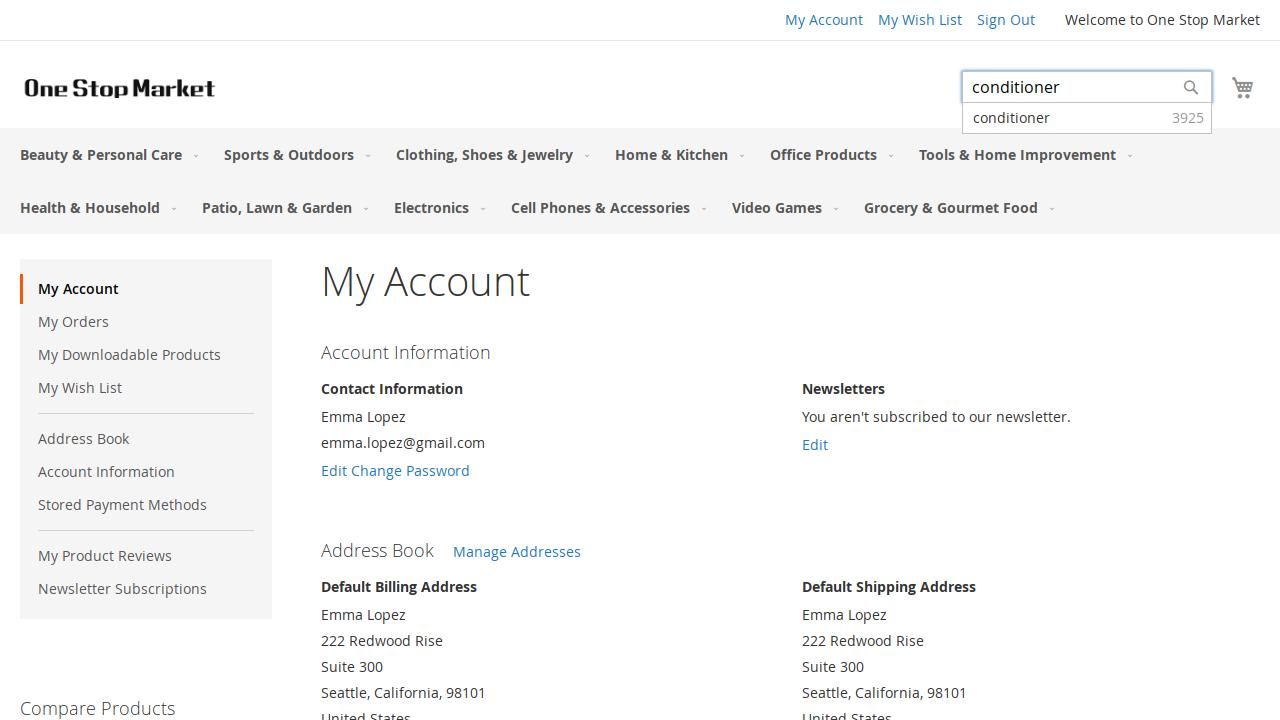 My Account My Wish List Sign Out Welcome to One Stop Market
One Stop Market
conditioner
conditioner 3925
Beauty & Personal Care Sports & Outdoors Clothing, Shoes & Jewelry Home & Kitchen Office Products Tools & Home Improvement
Health & Household Patio, Lawn & Garden Electronics Cell Phones & Accessories Video Games Grocery & Gourmet Food
My Account
My Orders
My Downloadable Products
My Wish List
Address Book
Account Information
Stored Payment Methods
My Product Reviews
Newsletter Subscriptions
Compare Products
My Account
Account Information
Contact Information
Emma Lopez
emma.lopez@gmail.com
Edit Change Password
Newsletters
You aren't subscribed to our newsletter.
Edit
Address Book Manage Addresses
Default Billing Address
Emma Lopez
222 Redwood Rise
Suite 300
Seattle, California, 98101
United States
Default Shipping Address
Emma Lopez
222 Redwood Rise
Suite 300
Seattle, California, 98101
United States